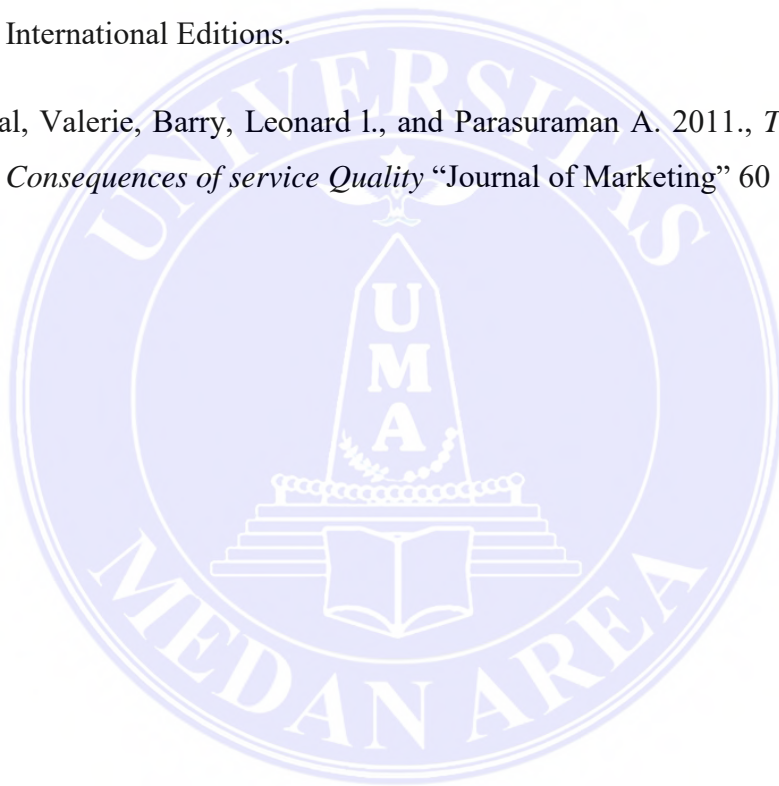 International Editions.
al, Valerie, Barry, Leonard l., and Parasuraman A. 2011., T
Consequences of service Quality “Journal of Marketing” 60
UNIVERSITAS
UMA
MEDAN AREA